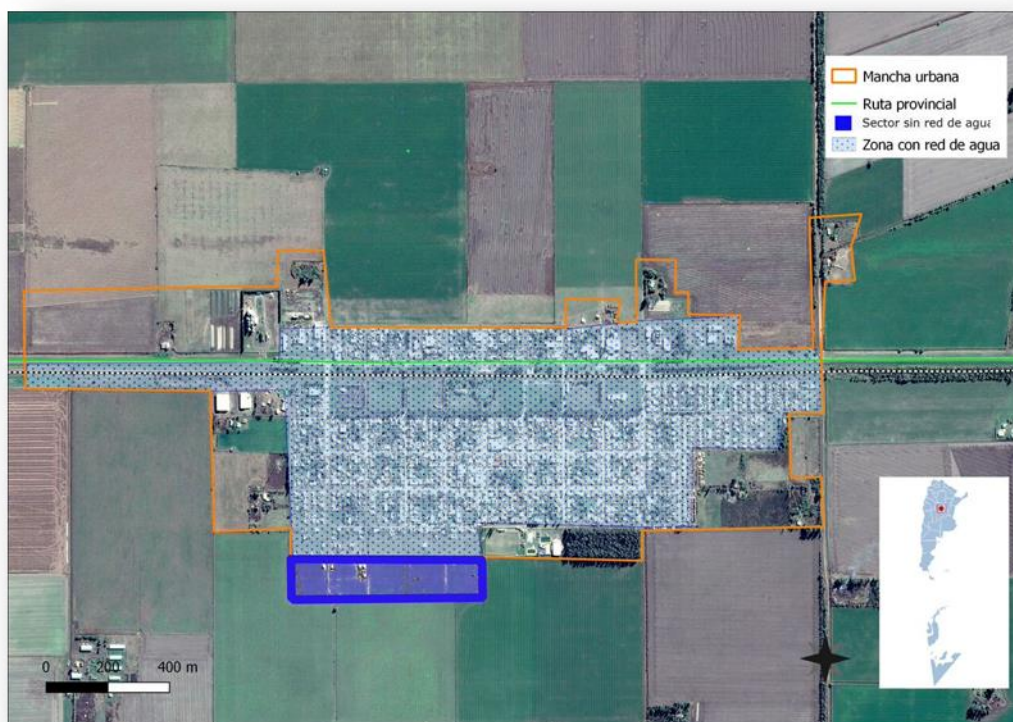 Mancha urbana
Ruta provincial
Sector sin red de agua
Zona con red de agua
0 200 400 m